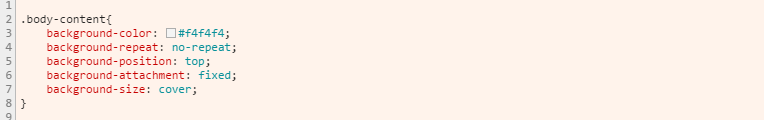 1
2 .body-content{
3 background-color: #f4f4f4;
4 background-repeat: no-repeat;
5 background-position: top;
6 background-attachment: fixed;
7 background-size: cover;
8 }
9